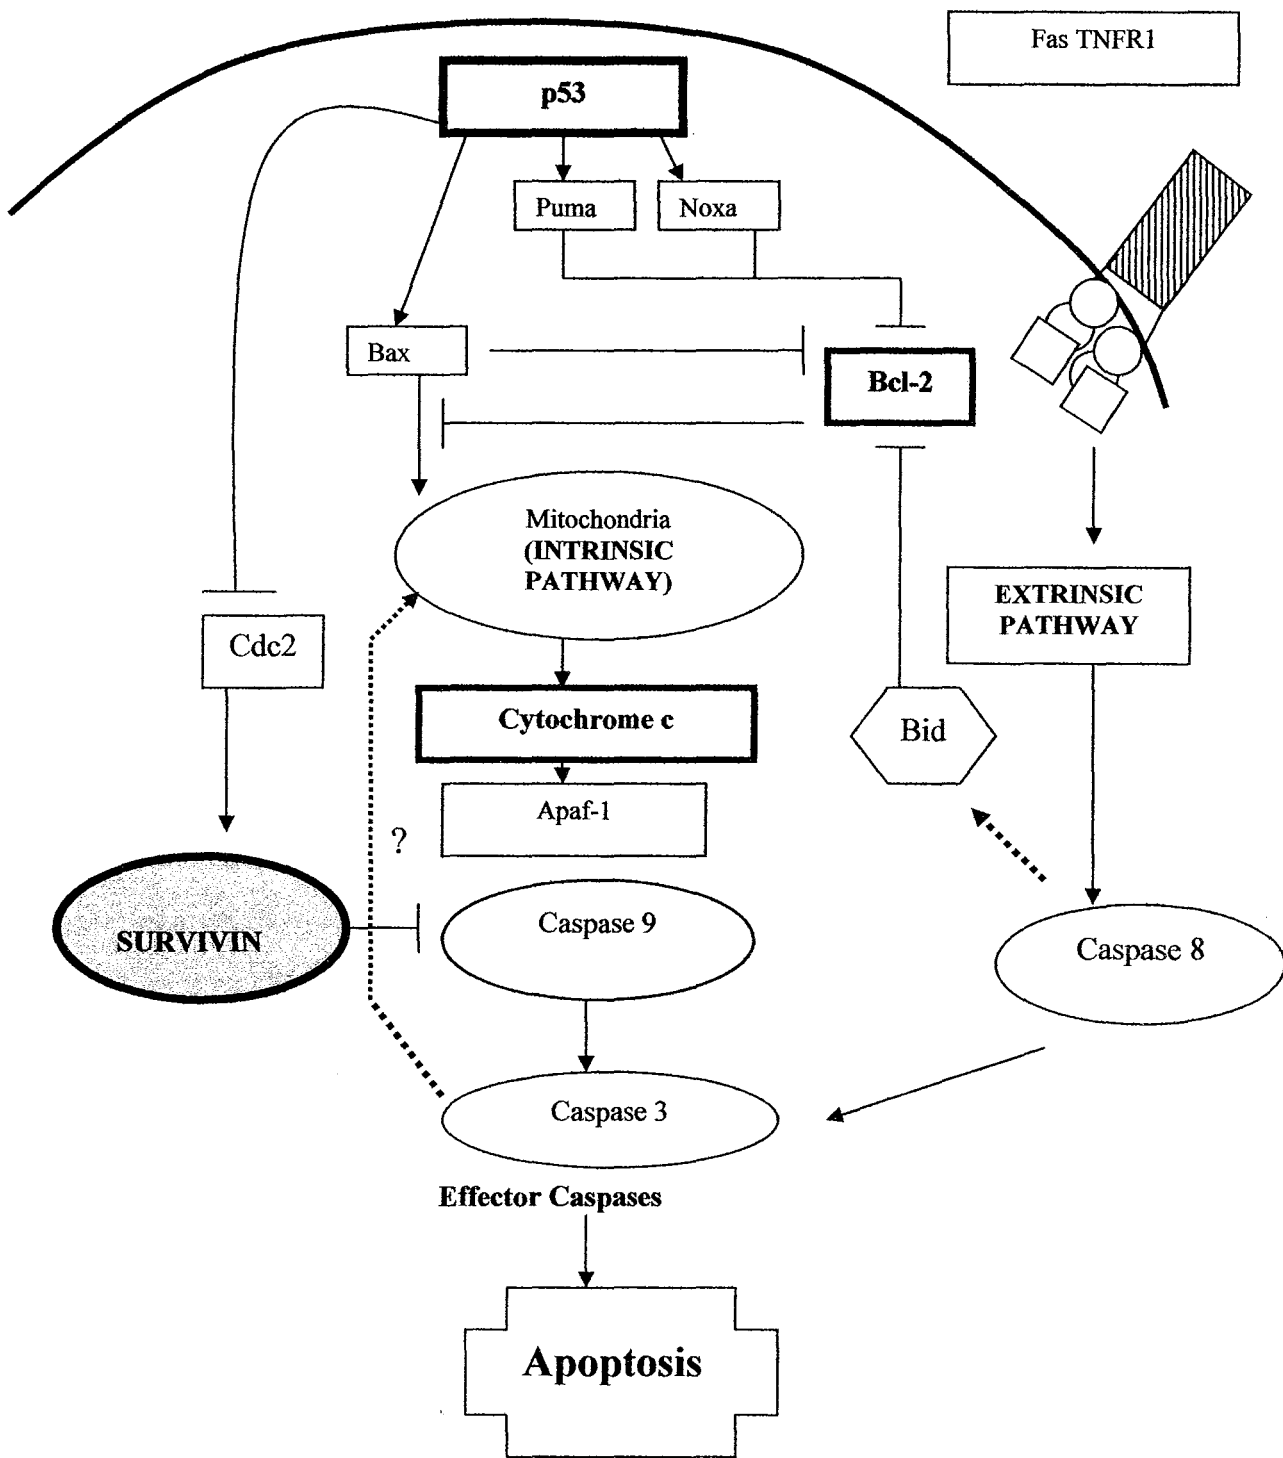 Fas TNFR1
p53
Puma
Noxa
Bax
Bcl-2
Mitochondria
(INTRINSIC
PATHWAY)
EXTRINSIC
PATHWAY
Cdc2
Cytochrome c
Bid
Apaf-1
?
SURVIVIN
Caspase 9
Caspase 8
Caspase 3
Effector Caspases
Apoptosis